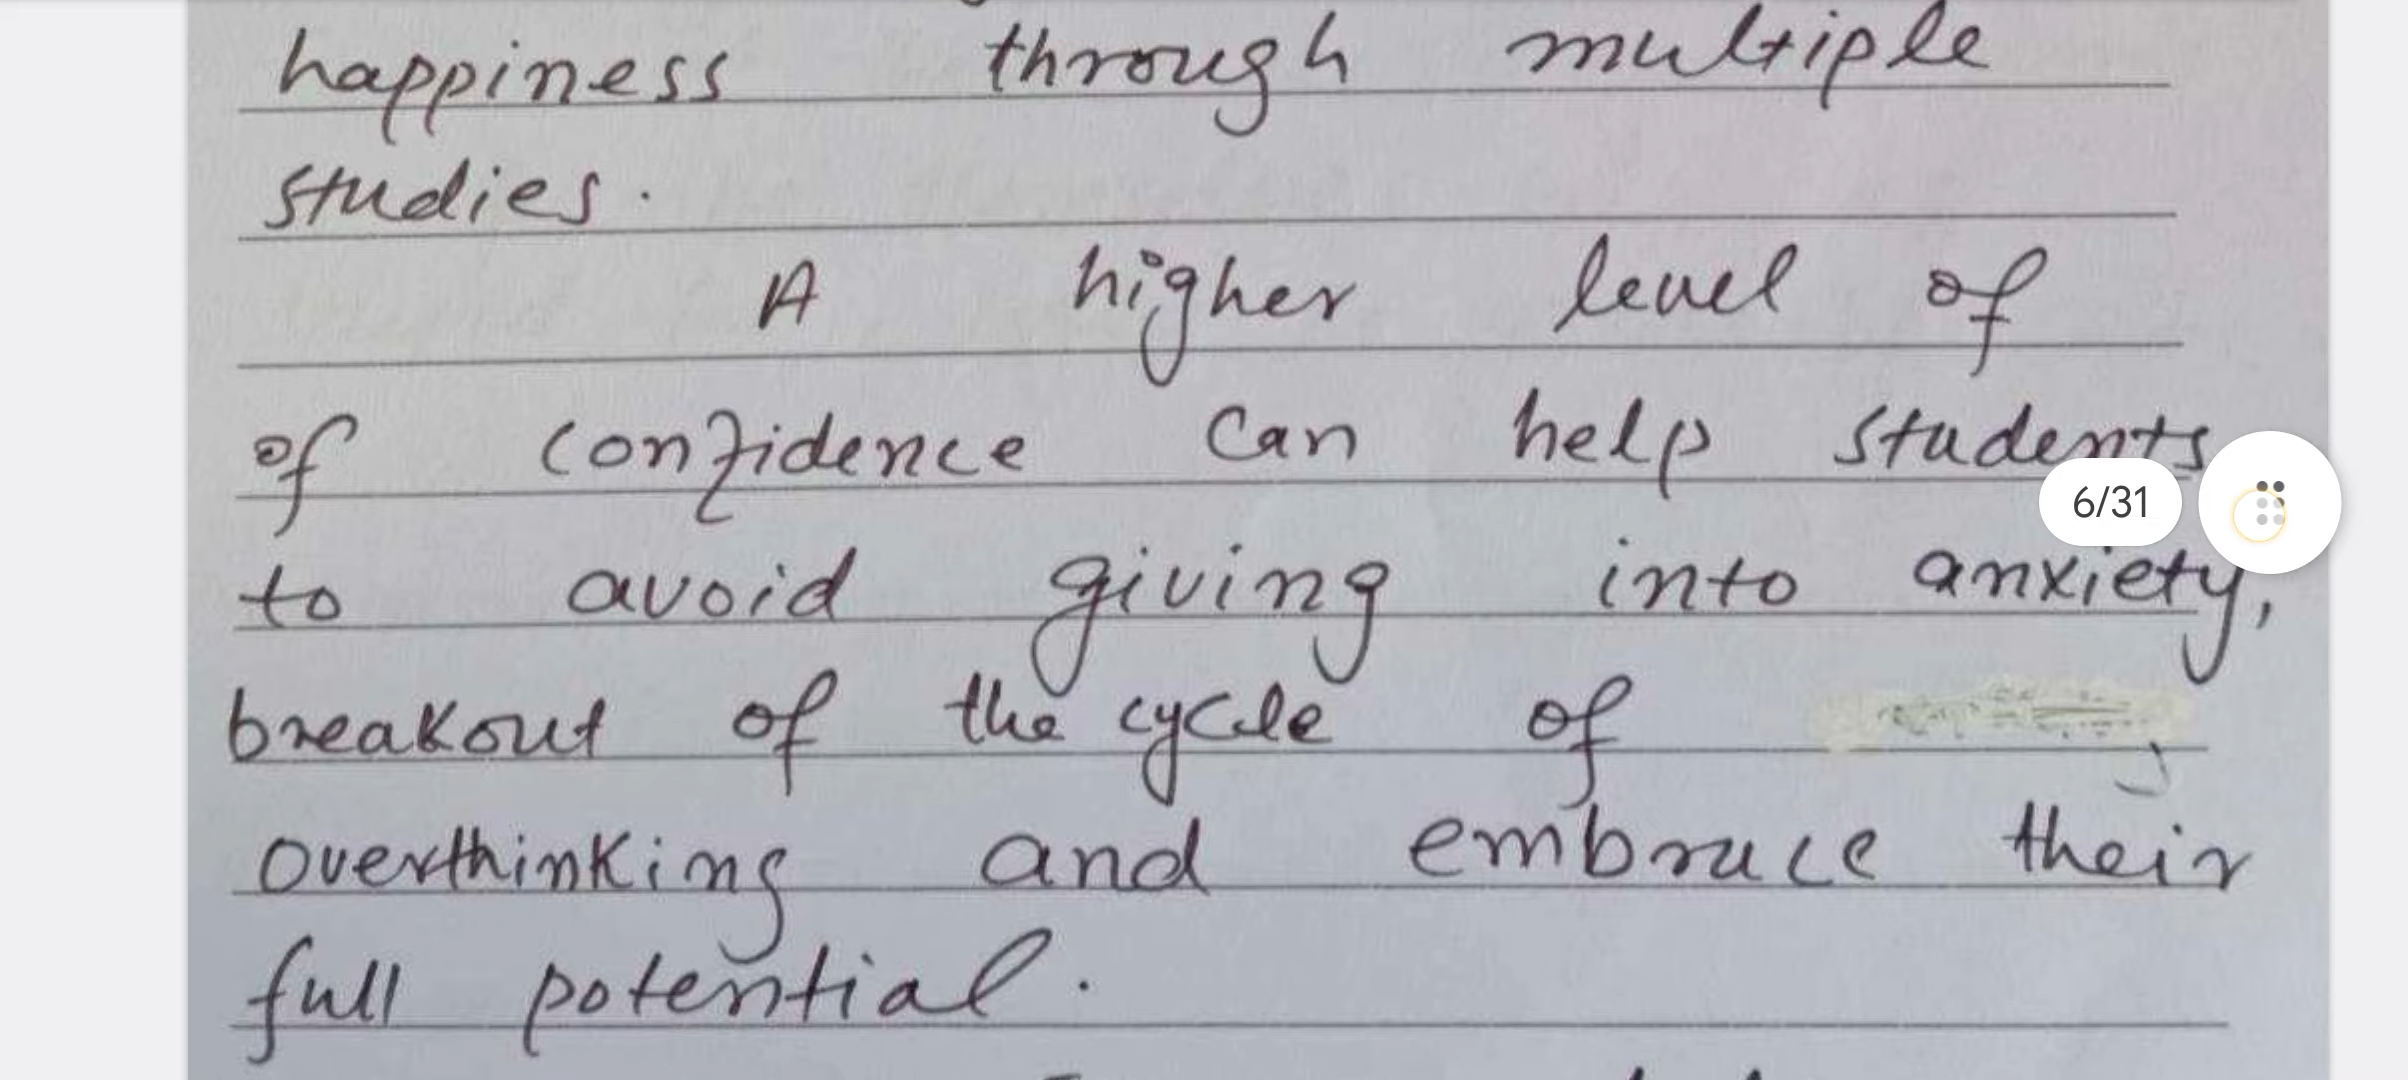 happiness through multiple
studies.
A higher level of
of confidence can help students
6/31
to avoid giving into anxiety,
breakout of the cycle of
overthinking and embrace their
full potential.